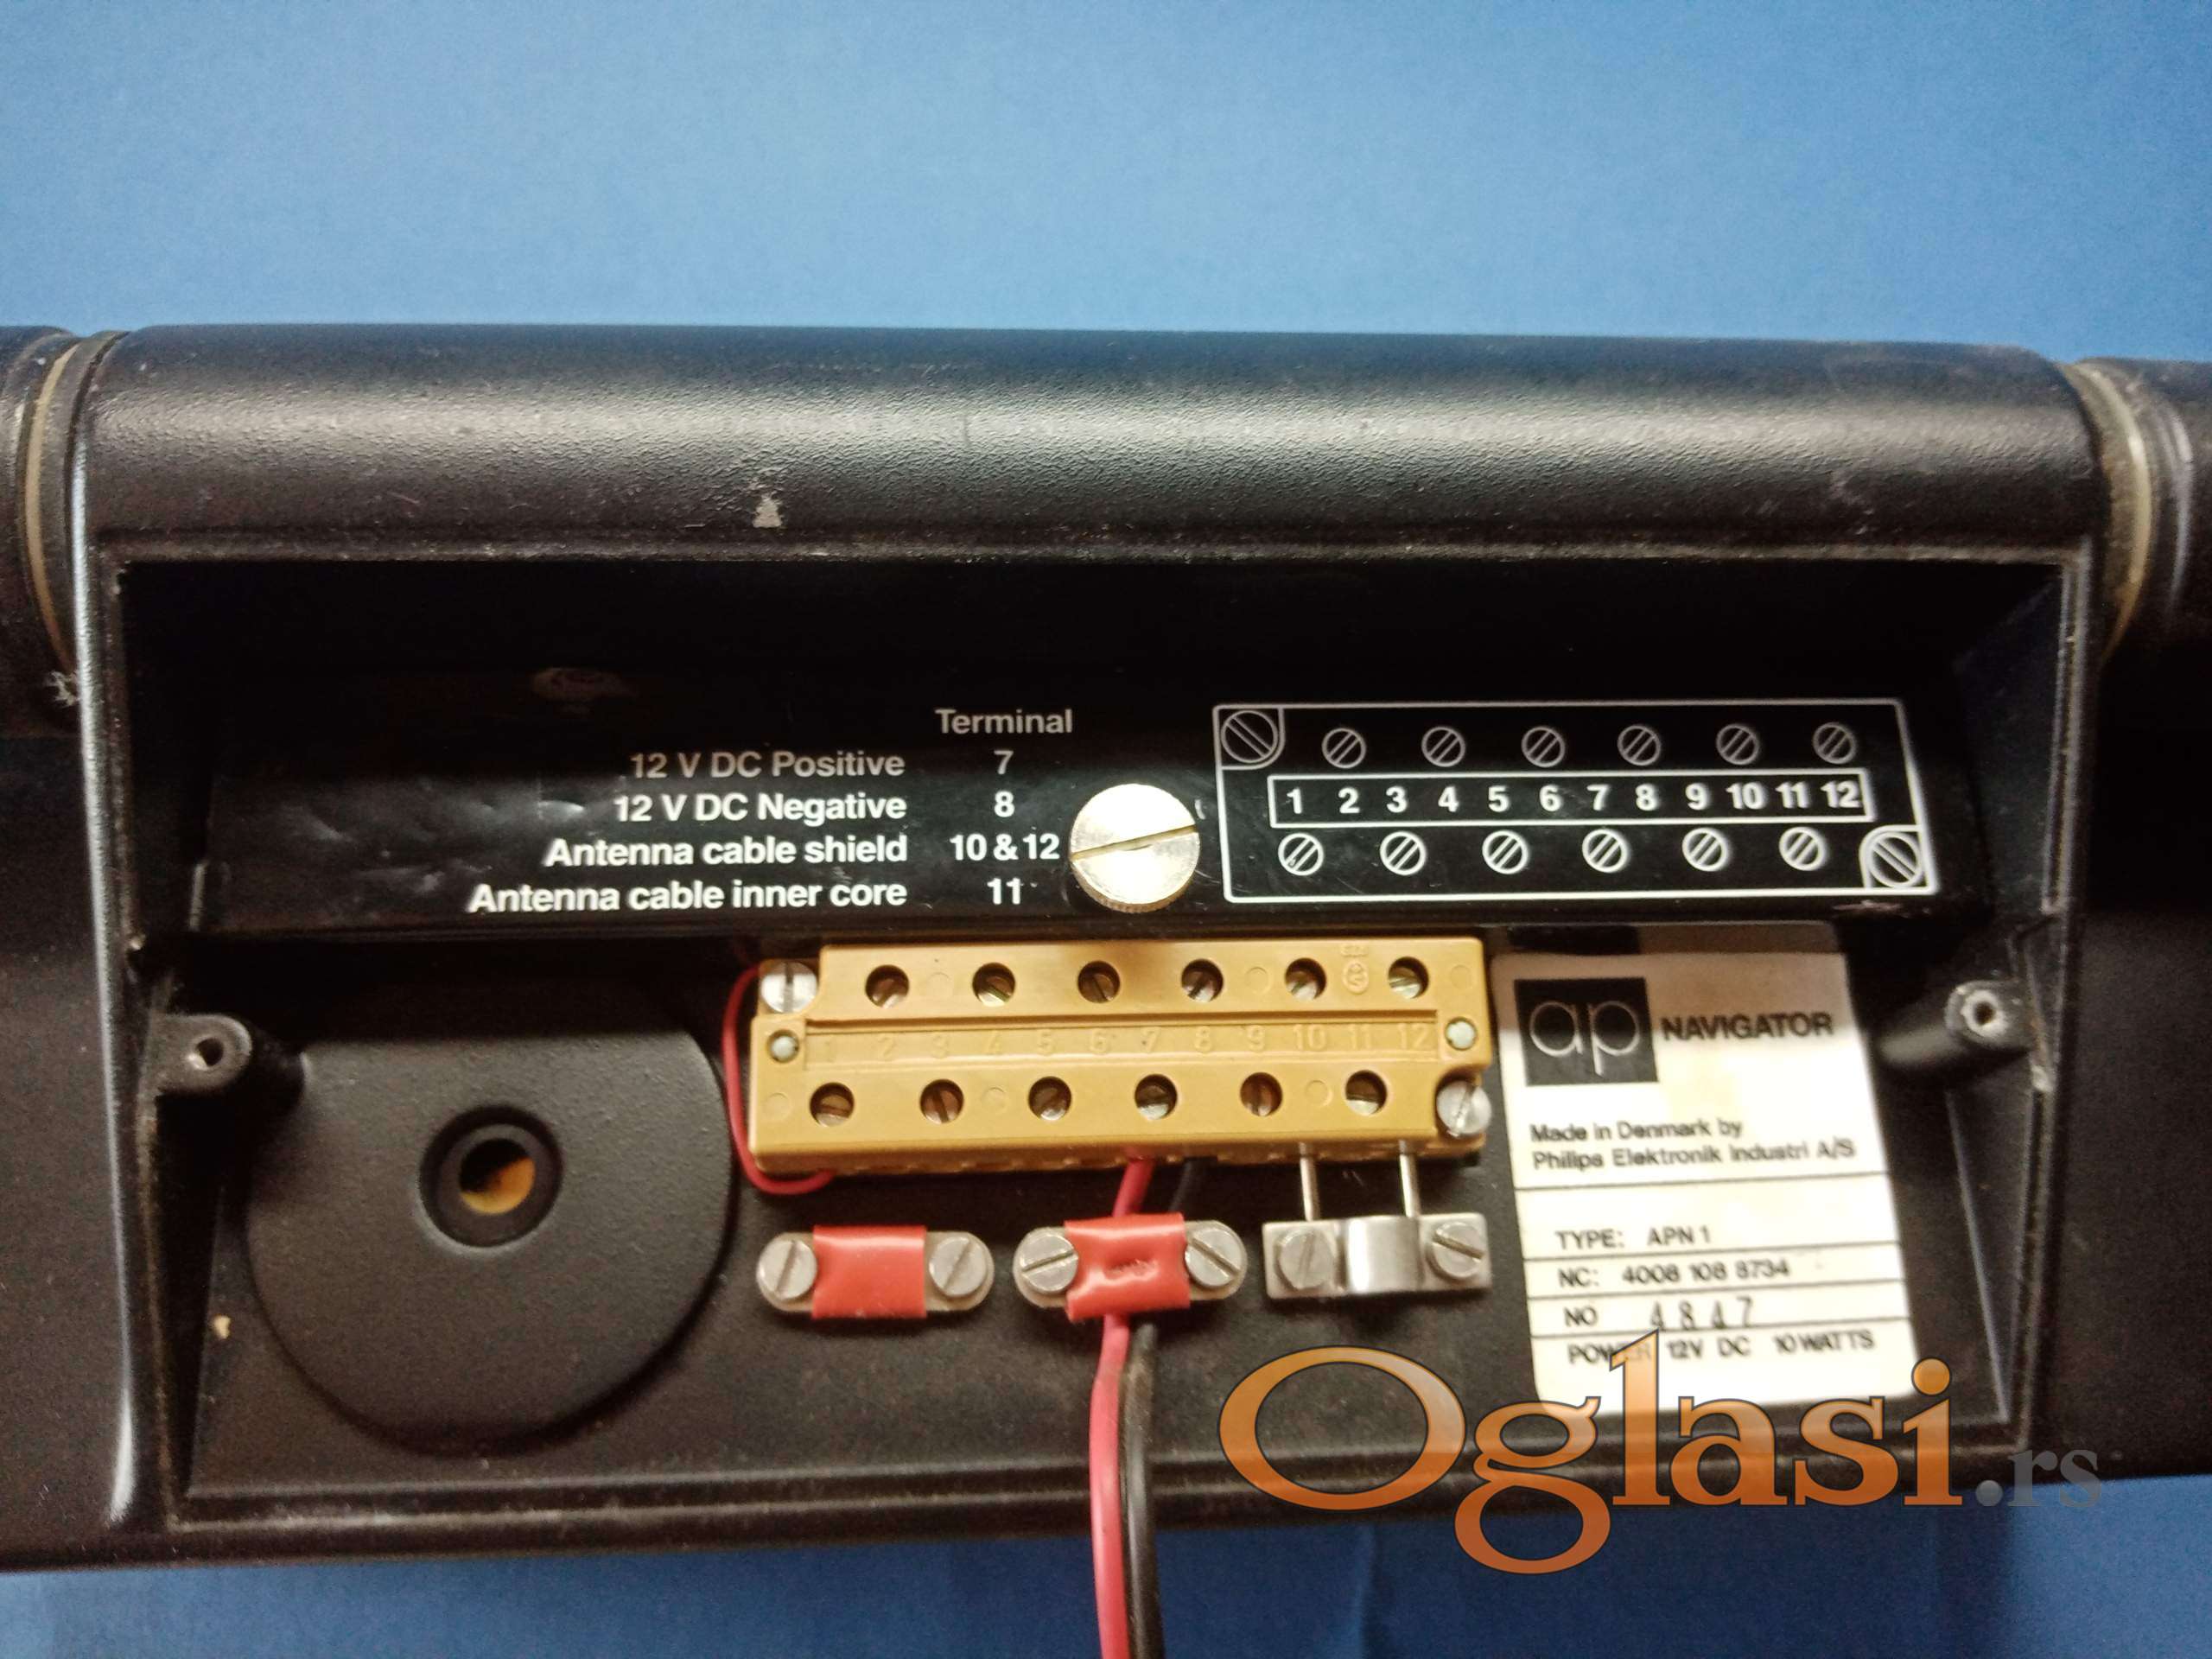 Terminal
12 V DC Positive 7
12 V DC Negative 8
Antenna cable shield 10 & 12
Antenna cable inner core 11
1 2 3 4 5 6 7 8 9 10 11 12
1 2 3 4 5 6 7 8 9 10 11 12
ap NAVIGATOR
Made in Denmark by
Philips Elektronik Industri A/S
TYPE: APN 1
NC: 4008 108 8734
NO 4847
POWER 12V DC 10 WATTS
Oglasi.rs